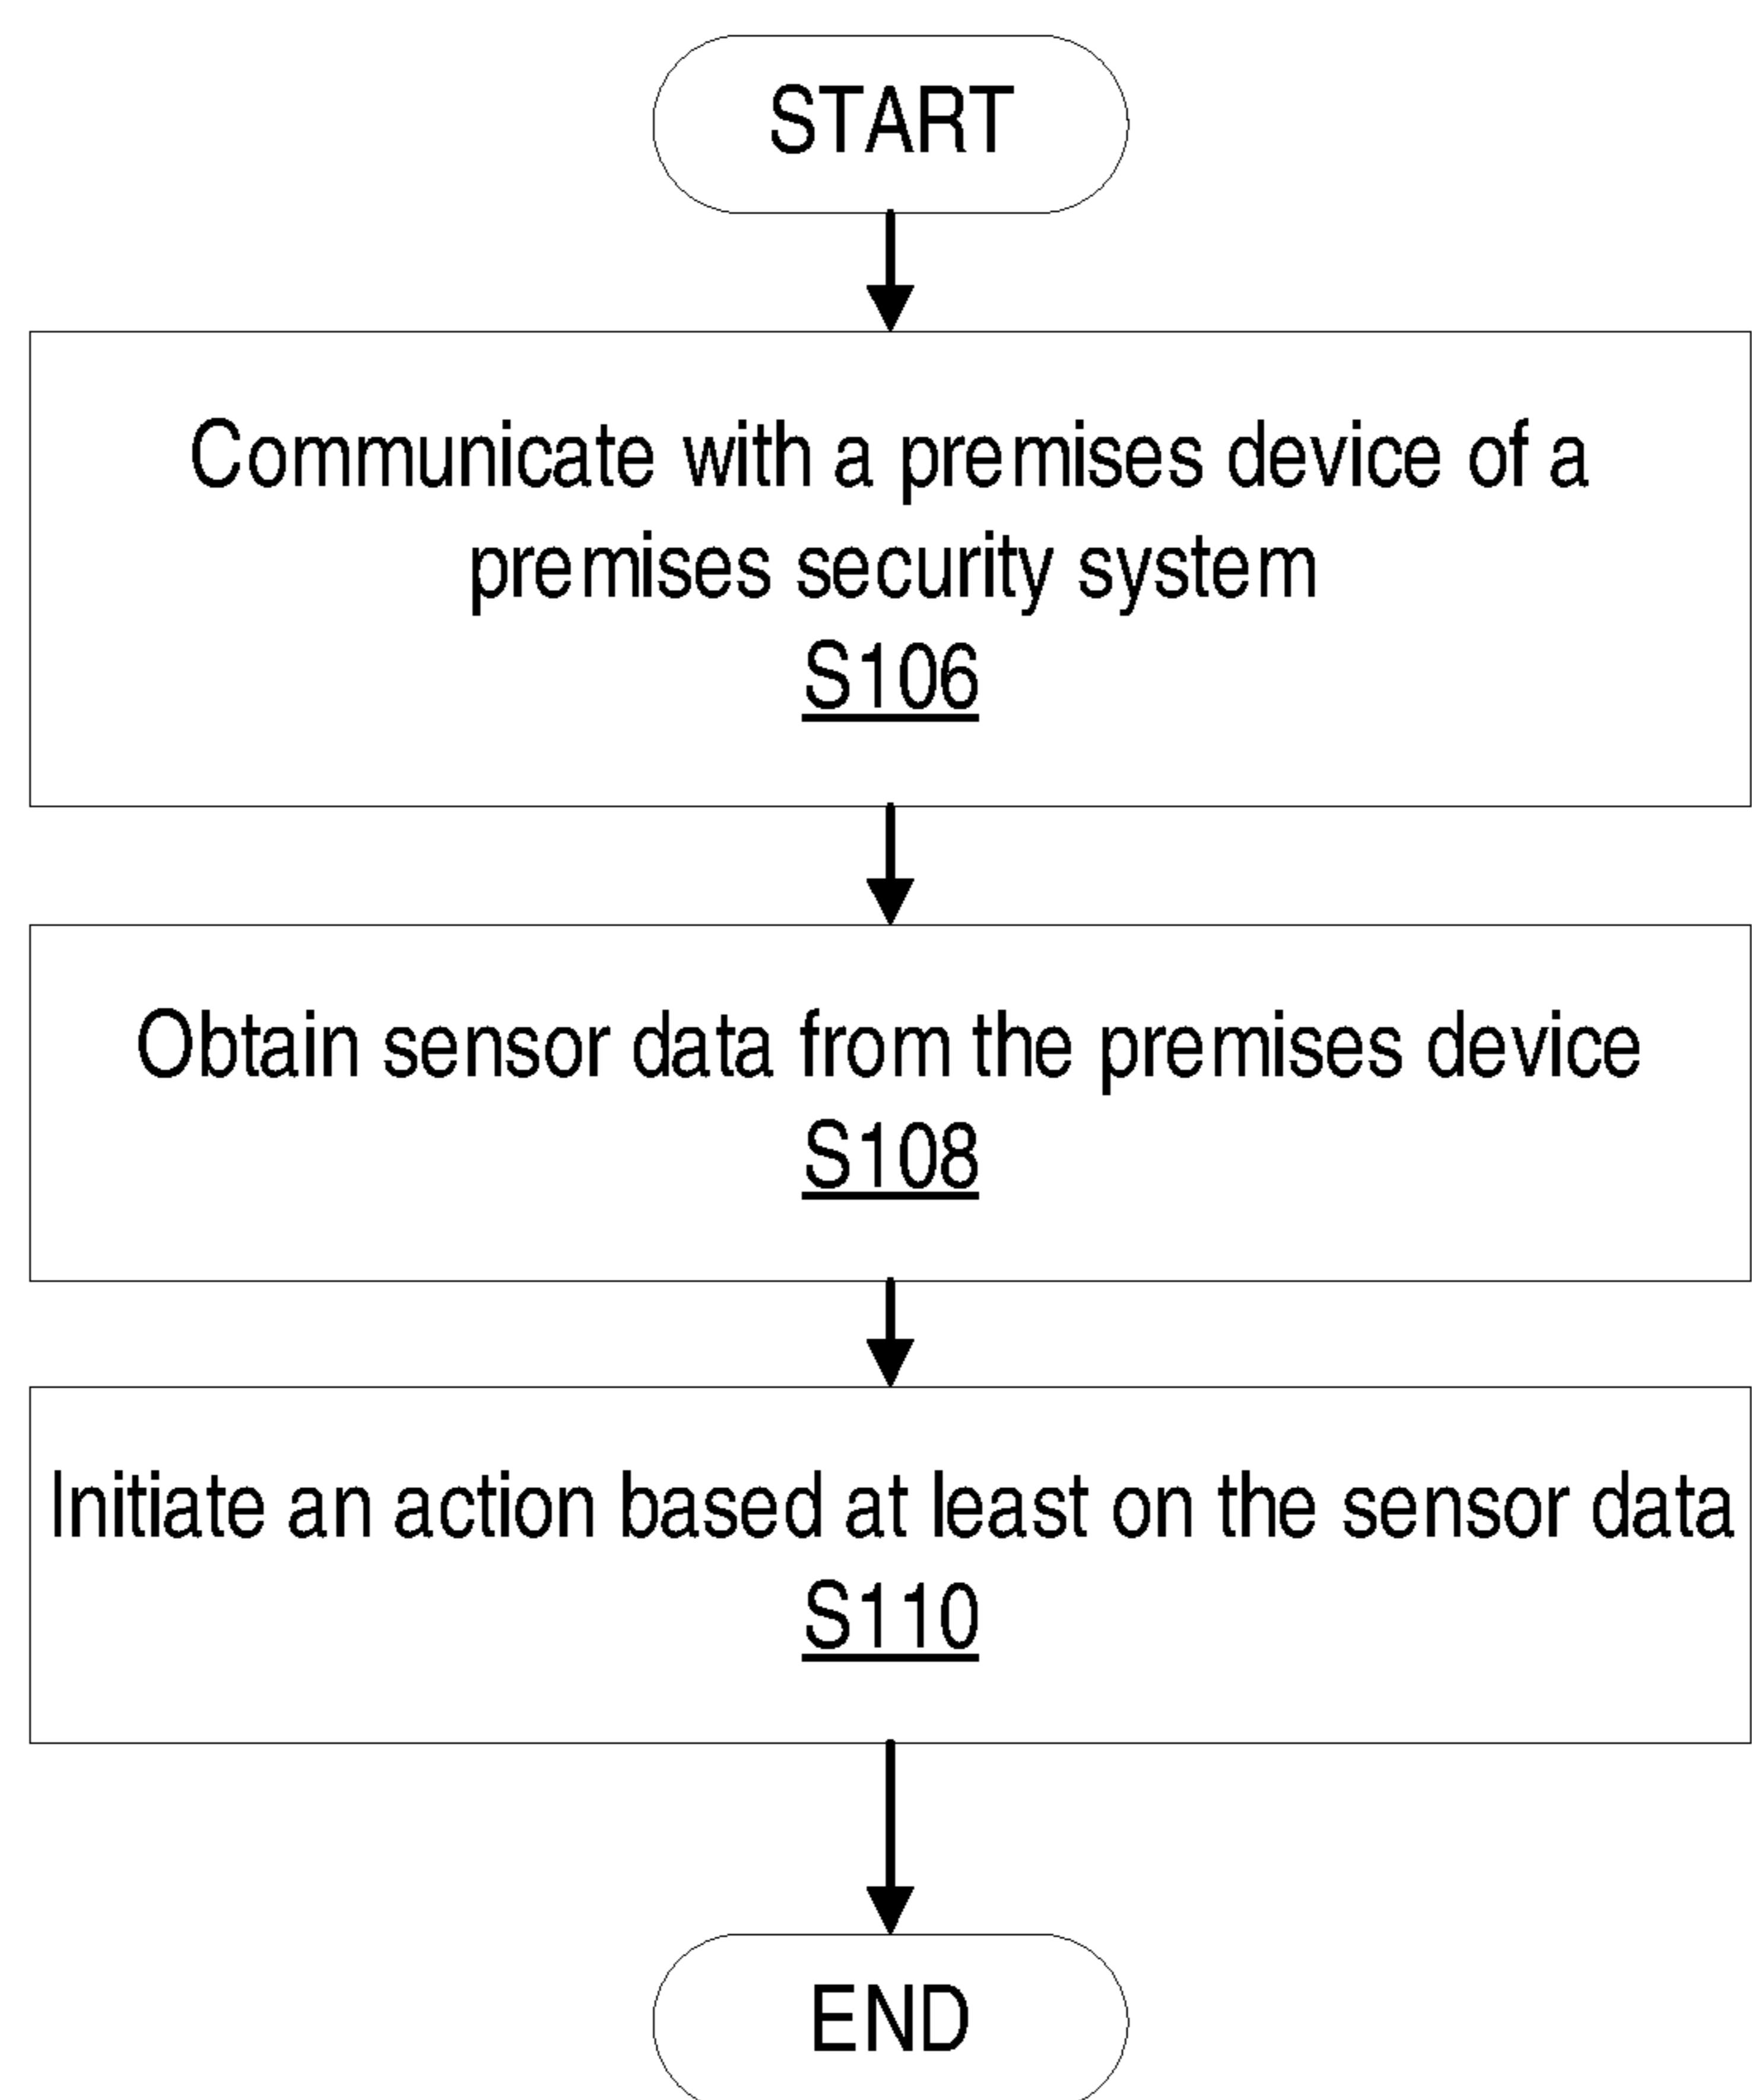 START
Communicate with a premises device of a
premises security system
S106
Obtain sensor data from the premises device
S108
Initiate an action based at least on the sensor data
S110
END